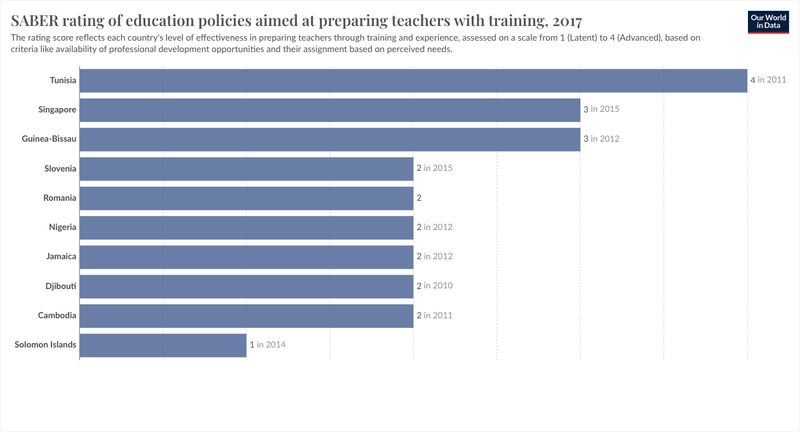 SABER rating of education policies aimed at preparing teachers with training, 2017
Our World
in Data
The rating score reflects each country's level of effectiveness in preparing teachers through training and experience, assessed on a scale from 1 (Latent) to 4 (Advanced), based on
criteria like availability of professional development opportunities and their assignment based on perceived needs.
Tunisia 4 in 2011
Singapore 3 in 2015
Guinea-Bissau 3 in 2012
Slovenia 2 in 2015
Romania 2
Nigeria 2 in 2012
Jamaica 2 in 2012
Djibouti 2 in 2010
Cambodia 2 in 2011
Solomon Islands 1 in 2014